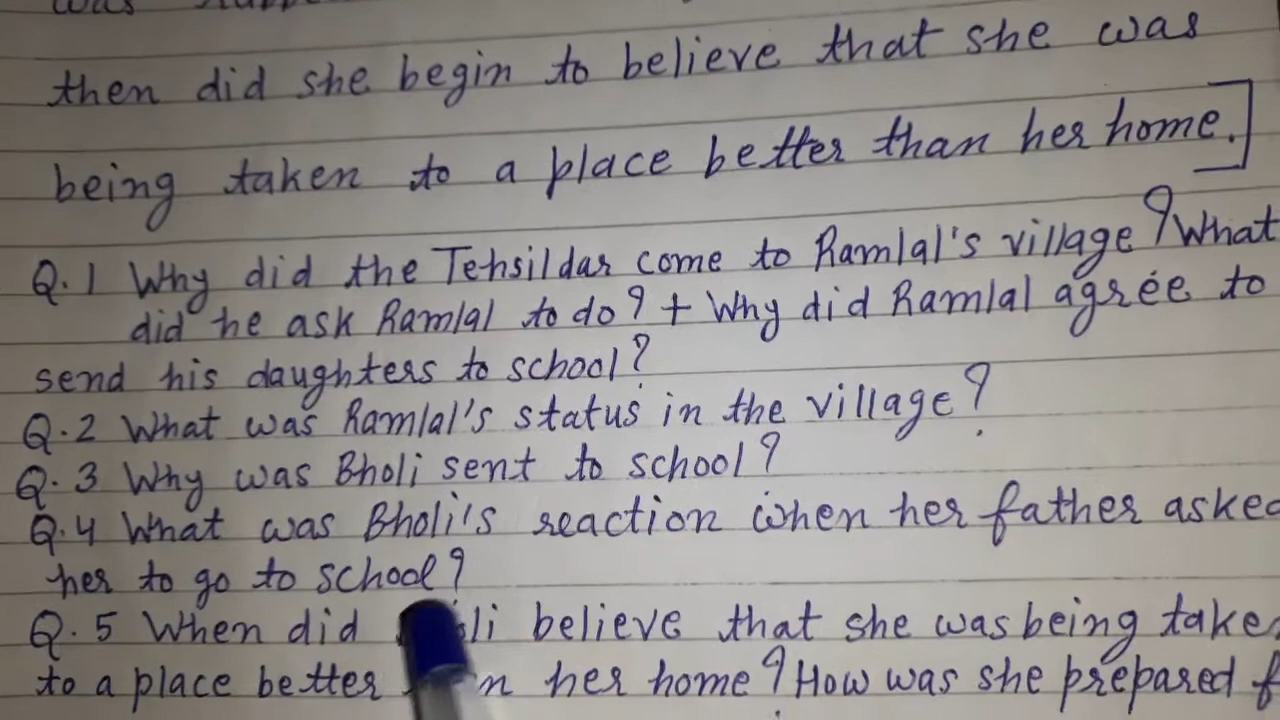 was
then did she begin to believe that she was
being taken to a place better than her home.]
Q.1 Why did the Tehsildar come to Ramlal's village? What
did he ask Ramlal to do? + Why did Ramlal agree to
send his daughters to school?
Q.2 What was Ramlal's status in the village?
Q.3 Why was Bholi sent to school?
Q.4 What was Bholi's reaction when her father asked
her to go to school?
Q.5 When did believe that she was being take
to a place better her home? How was she prepared